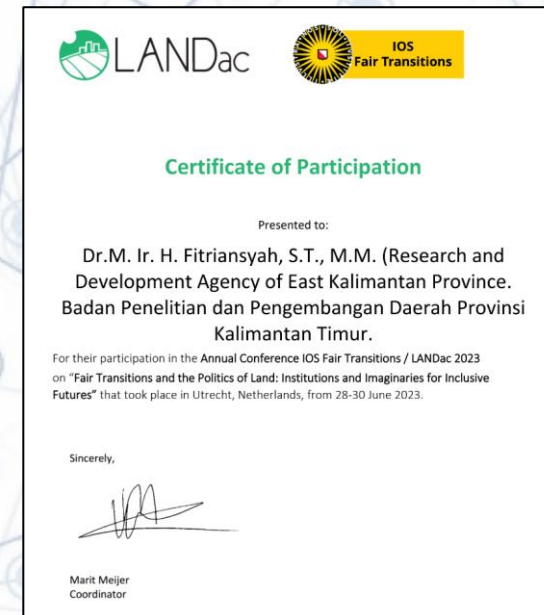 LANDac
IOS
Fair Transitions
Certificate of Participation
Presented to:
Dr.M. Ir. H. Fitriansyah, S.T., M.M. (Research and
Development Agency of East Kalimantan Province.
Badan Penelitian dan Pengembangan Daerah Provinsi
Kalimantan Timur.
For their participation in the Annual Conference IOS Fair Transitions / LANDac 2023
on "Fair Transitions and the Politics of Land: Institutions and Imaginaries for Inclusive
Futures" that took place in Utrecht, Netherlands, from 28-30 June 2023.
Sincerely,
Marit Meijer
Coordinator